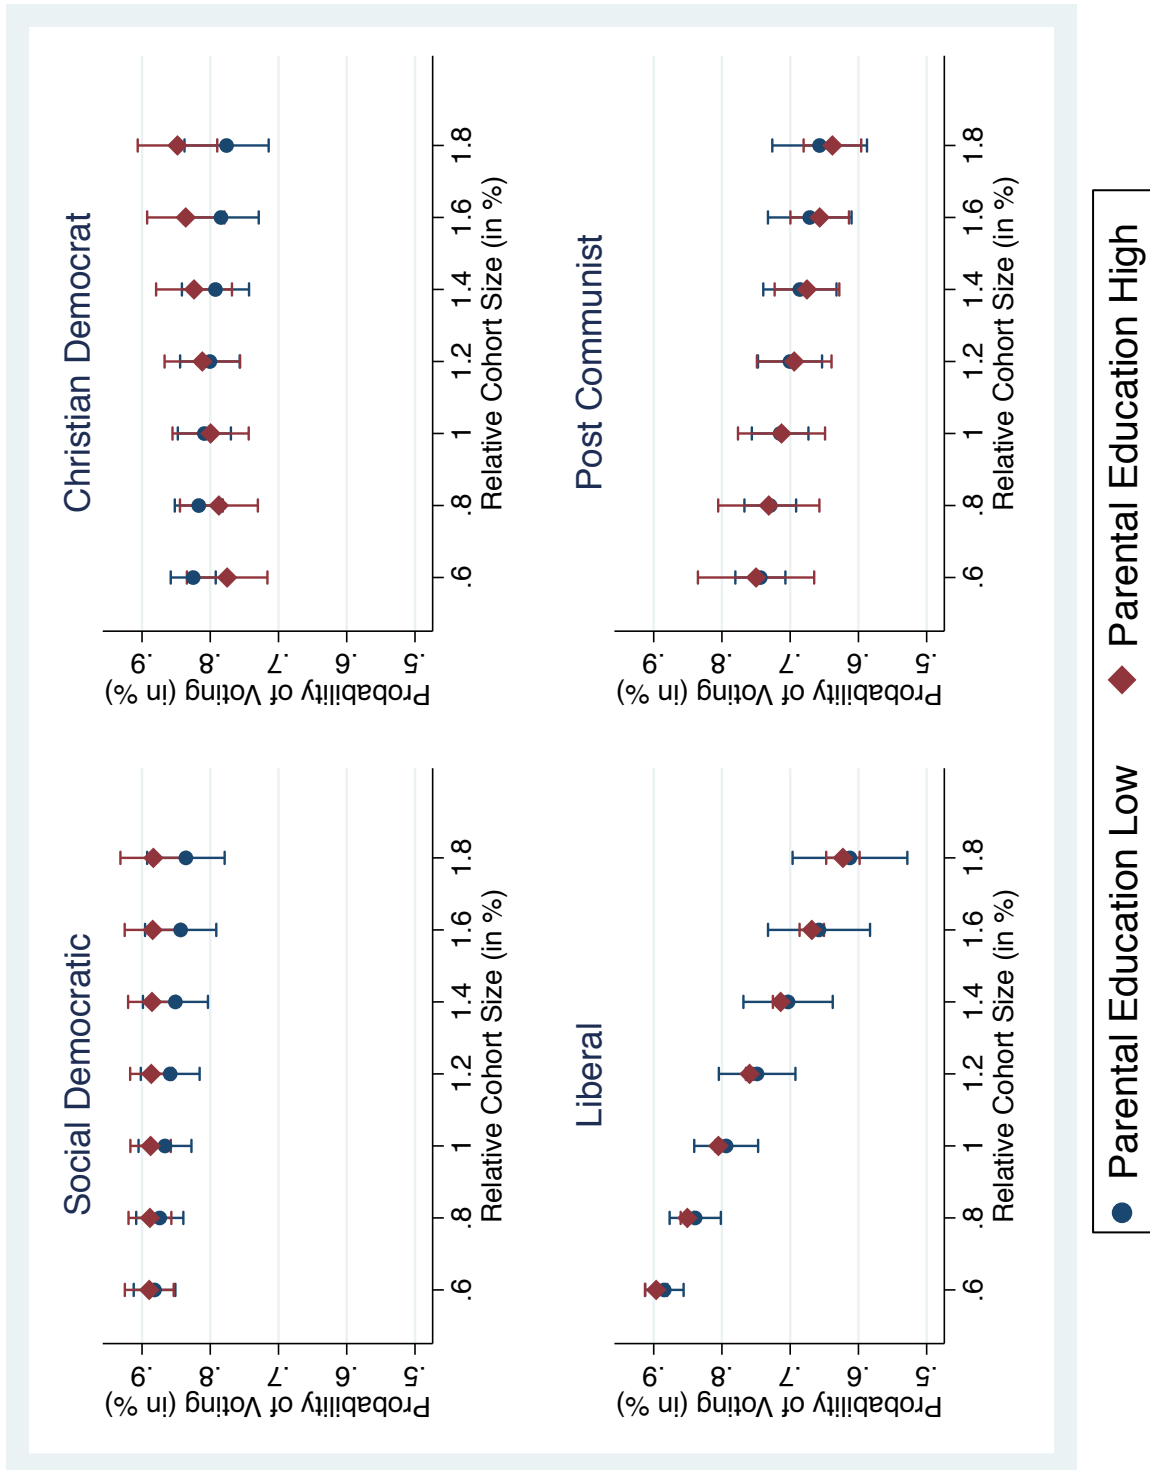 Social Democratic
Probability of Voting (in %)
.9
.8
.7
.6
.5
.6 .8 1 1.2 1.4 1.6 1.8
Relative Cohort Size (in %)
Christian Democrat
Probability of Voting (in %)
.9
.8
.7
.6
.5
.6 .8 1 1.2 1.4 1.6 1.8
Relative Cohort Size (in %)
Liberal
Probability of Voting (in %)
.9
.8
.7
.6
.5
.6 .8 1 1.2 1.4 1.6 1.8
Relative Cohort Size (in %)
Post Communist
Probability of Voting (in %)
.9
.8
.7
.6
.5
.6 .8 1 1.2 1.4 1.6 1.8
Relative Cohort Size (in %)
Parental Education Low Parental Education High